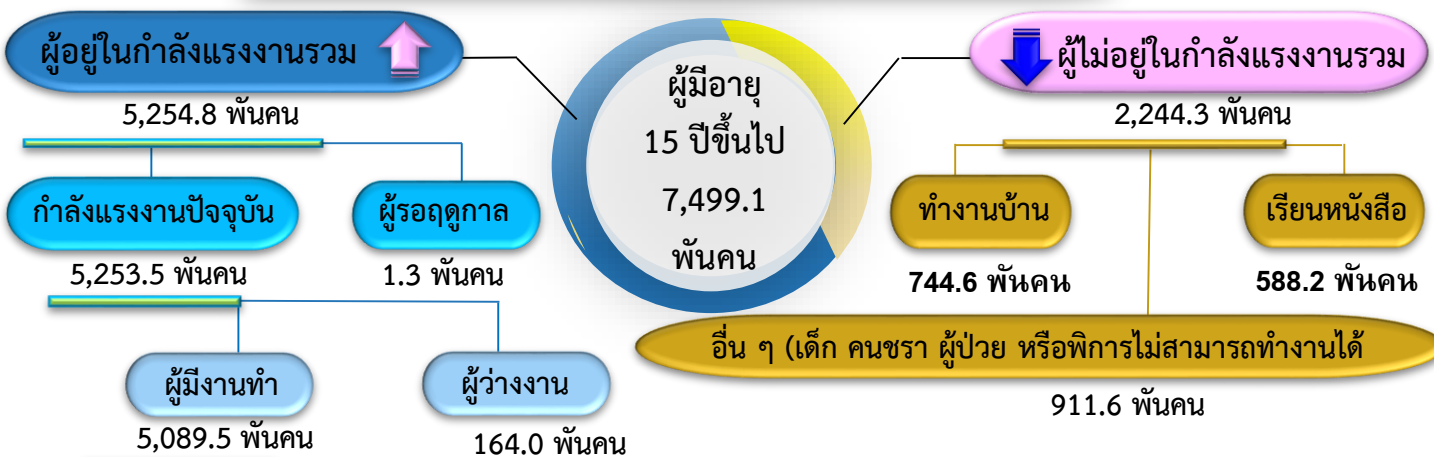 ผู้อยู่ในกำลังแรงงานรวม
5,254.8 พันคน
กำลังแรงงานปัจจุบัน
5,253.5 พันคน
ผู้รอฤดูกาล
1.3 พันคน
ผู้มีงานทำ
5,089.5 พันคน
ผู้ว่างงาน
164.0 พันคน
ผู้มีอายุ
15 ปีขึ้นไป
7,499.1
พันคน
ผู้ไม่อยู่ในกำลังแรงงานรวม
2,244.3 พันคน
ทำงานบ้าน
744.6 พันคน
เรียนหนังสือ
588.2 พันคน
อื่น ๆ (เด็ก คนชรา ผู้ป่วย หรือพิการไม่สามารถทำงานได้
911.6 พันคน